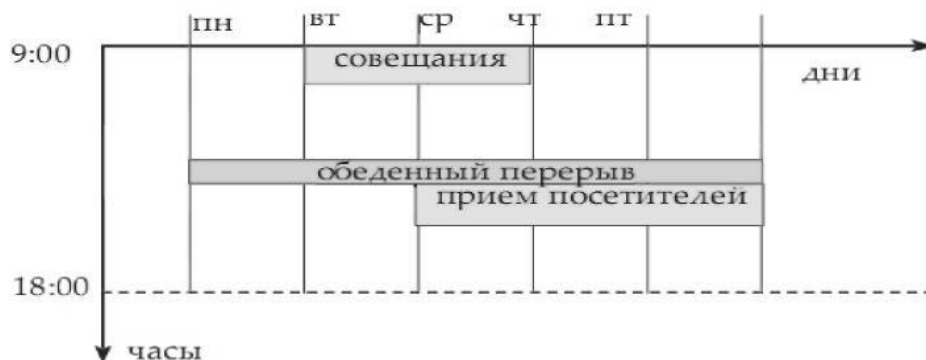 пн вт ср чт пт
9:00
совещания
дни
обеденный перерыв
прием посетителей
18:00
часы